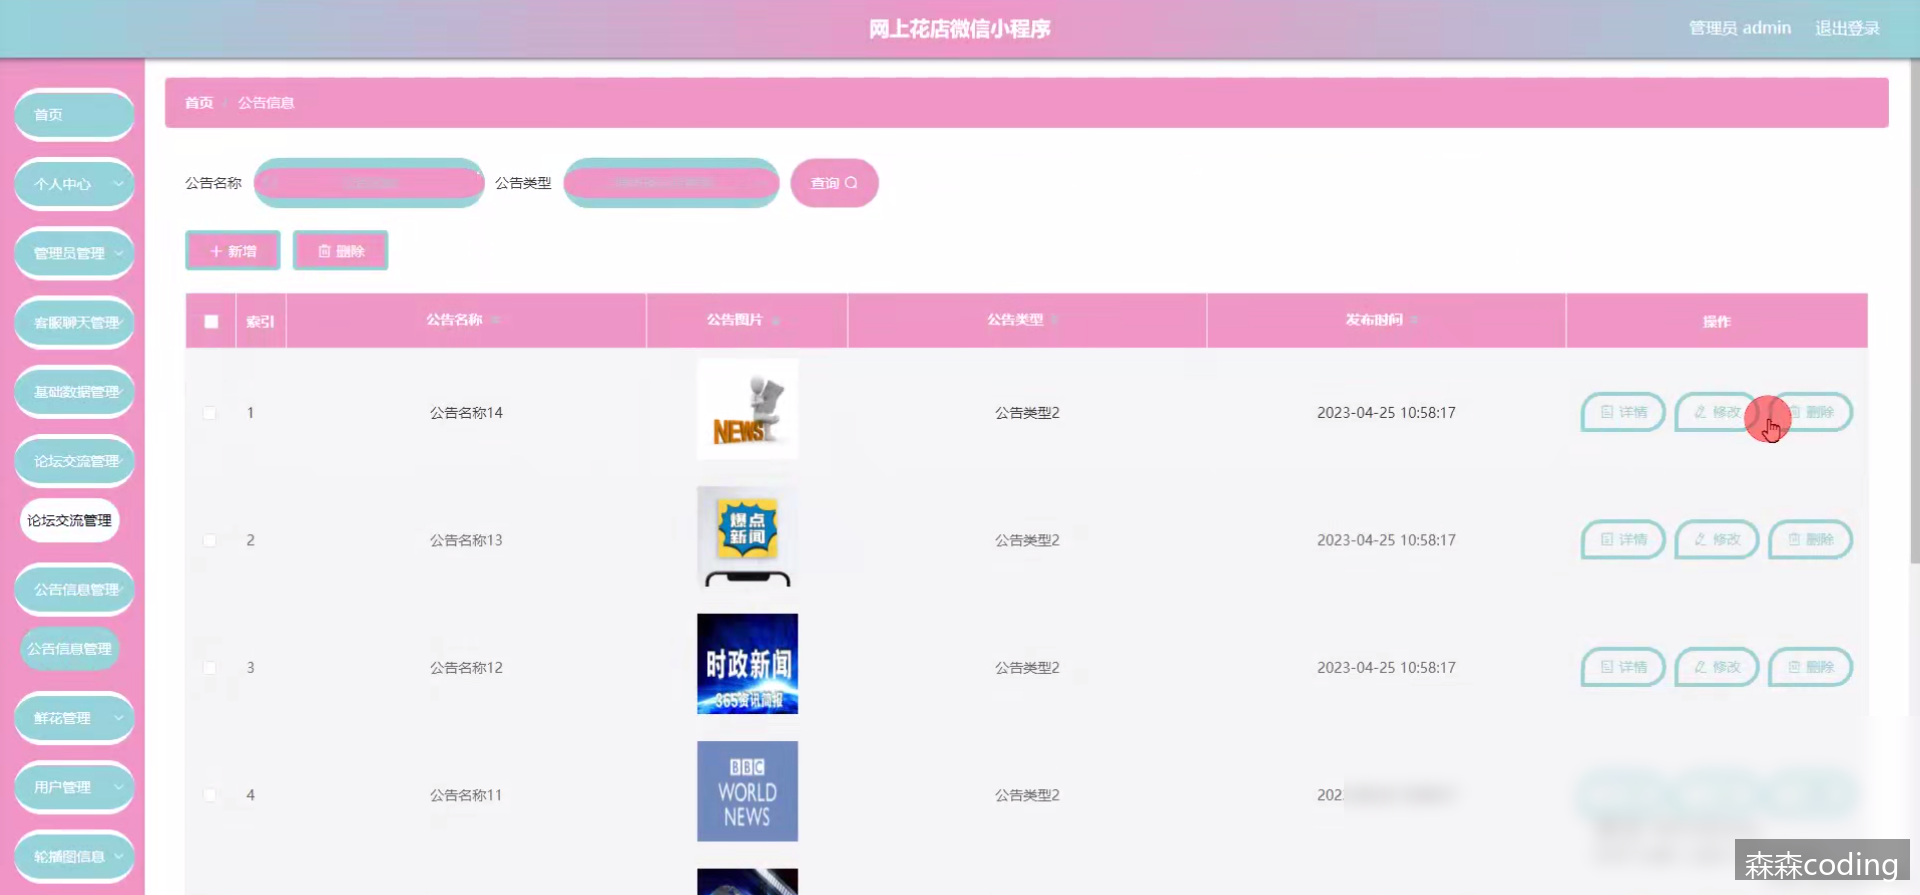 网上花店微信小程序
管理员 admin 退出登录
首页
个人中心
管理员管理
客服聊天管理
基础数据管理
论坛交流管理
论坛交流管理
公告信息管理
公告信息管理
鲜花管理
用户管理
轮播图信息
首页 公告信息
公告名称 公告类型 查询
新增 删除
索引 公告名称 公告图片 公告类型 发布时间 操作
1 公告名称14 NEWS 公告类型2 2023-04-25 10:58:17 详情 修改 删除
2 公告名称13 公告类型2 2023-04-25 10:58:17 详情 修改 删除
爆点
新闻
3 公告名称12 公告类型2 2023-04-25 10:58:17 详情 修改 删除
时政新闻
365资讯简报
4 公告名称11 公告类型2 202
BBC
WORLD
NEWS
森森coding